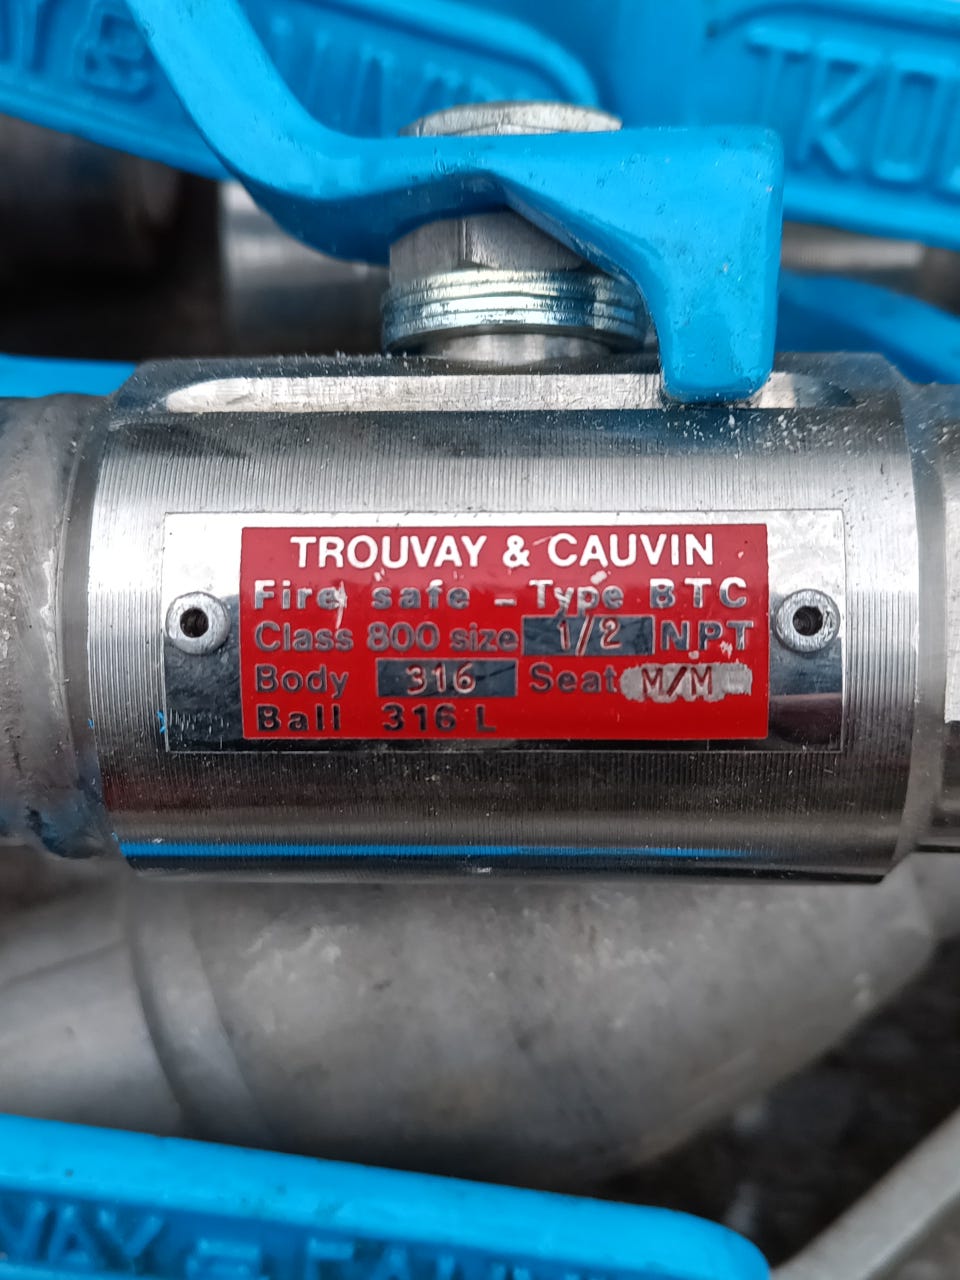 TROUVAY & CAUVIN
Fire safe - Type BTC
Class 800 size 1/2 NPT
Body 316 Seat M/M
Ball 316 L